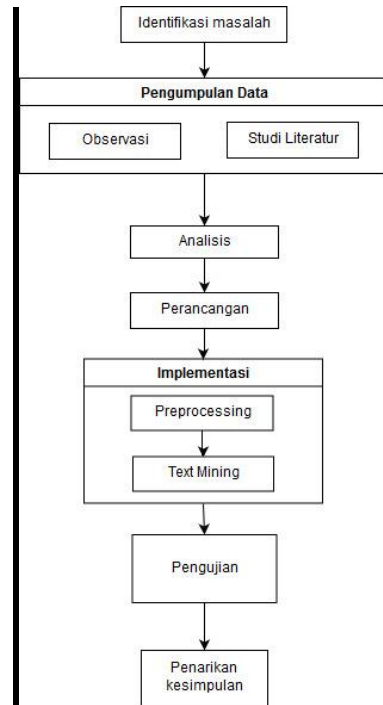 Identifikasi masalah
Pengumpulan Data
Observasi
Studi Literatur
Analisis
Perancangan
Implementasi
Preprocessing
Text Mining
Pengujian
Penarikan
kesimpulan